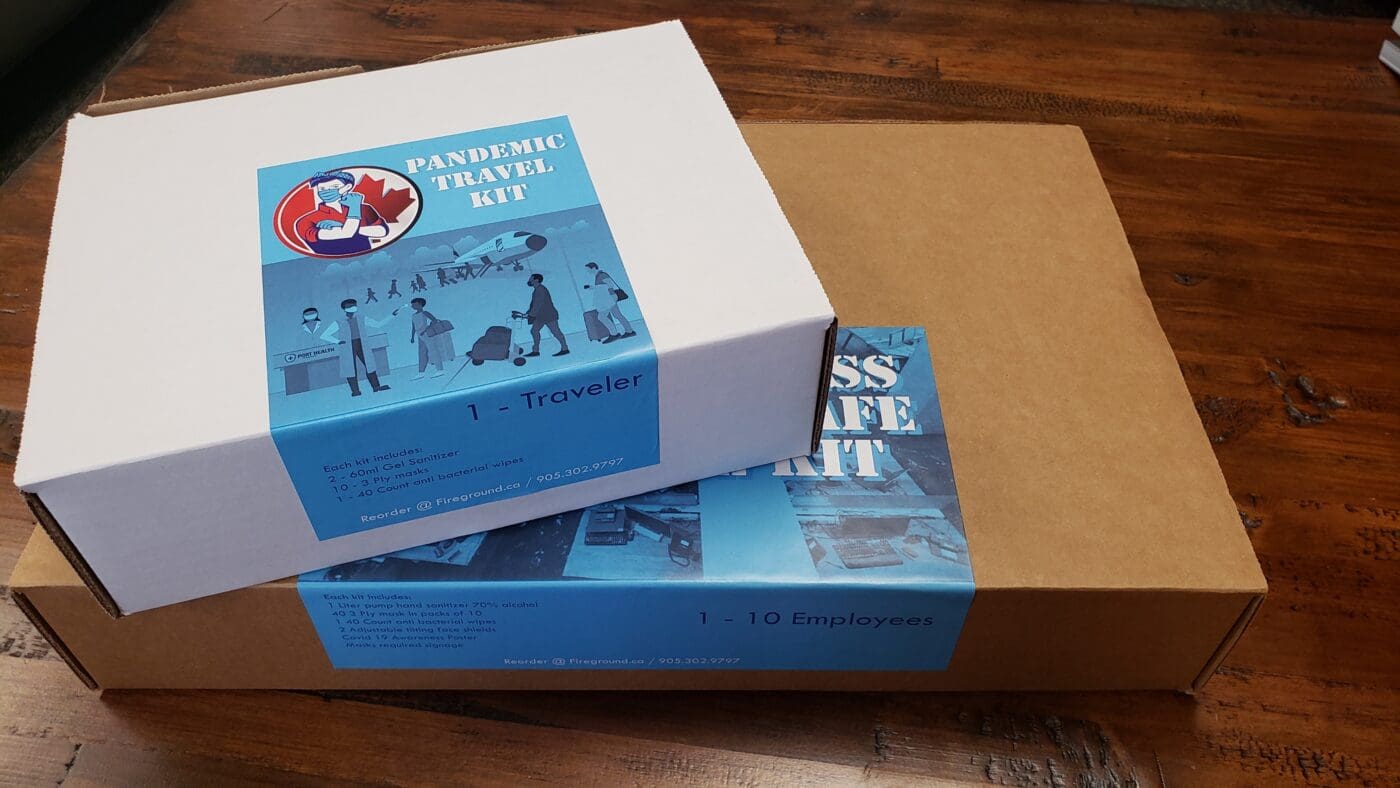 PANDEMIC
TRAVEL
KIT
PORT HEALTH
1 - Traveler
Each kit includes:
2 - 60ml Gel Sanitizer
10 - 3 Ply masks
1 - 40 Count anti bacterial wipes
Reorder @ Fireground.ca / 905.302.9797
SS
AFE
KIT
Each kit includes:
1 Liter pump hand sanitizer 70% alcohol
40 3 Ply mask in packs of 10
1 40 Count anti bacterial wipes
2 Adjustable tilting face shields
Covid 19 Awareness Poster
Masks required signage
1 - 10 Employees
Reorder @ Fireground.ca / 905.302.9797